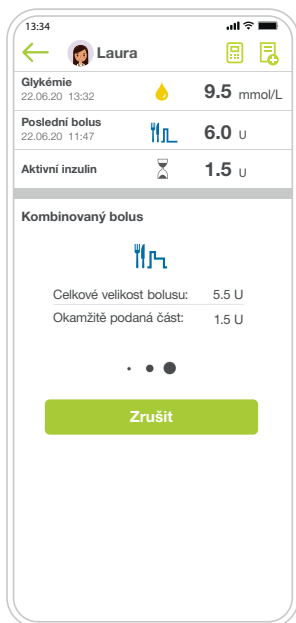 13:34
Laura
Glykémie
22.06.20 13:32
9.5 mmol/L
Poslední bolus
22.06.20 11:47
6.0 U
Aktivní inzulin
1.5 U
Kombinovaný bolus
Celkové velikost bolusu: 5.5 U
Okamžitě podaná část: 1.5 U
Zrušit